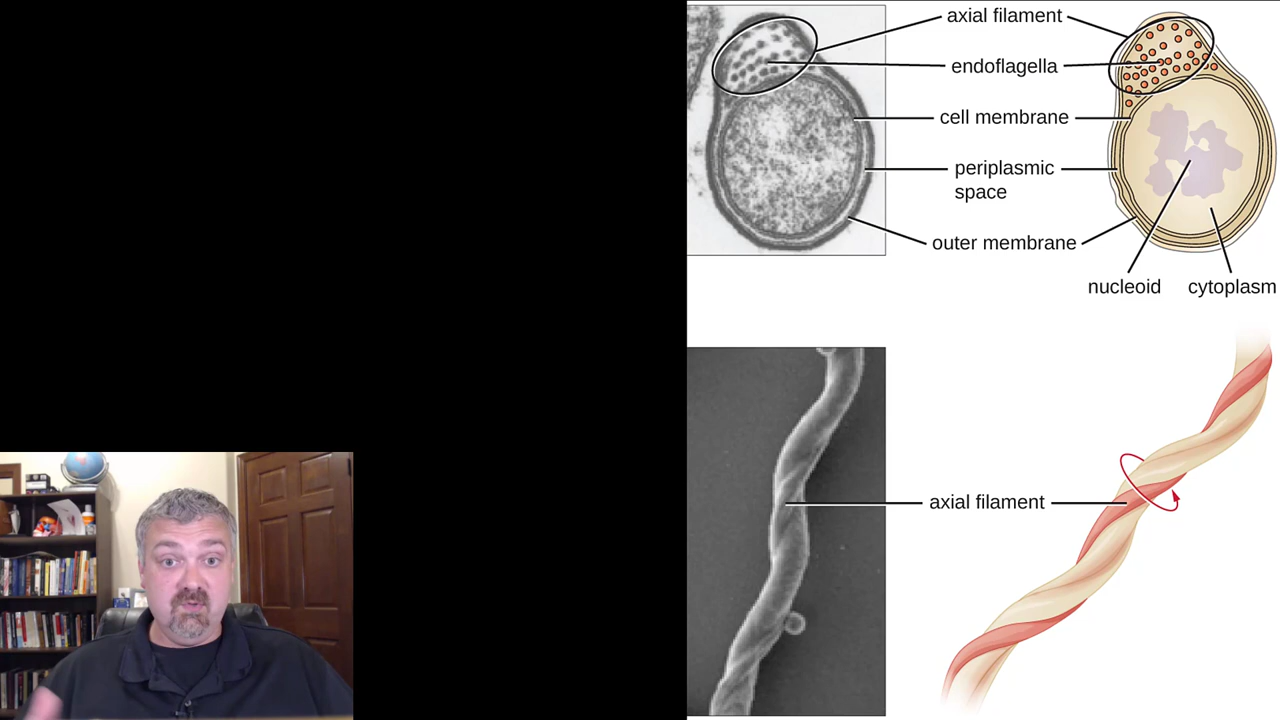 axial filament
endoflagella
cell membrane
periplasmic
space
outer membrane
nucleoid
cytoplasm
axial filament